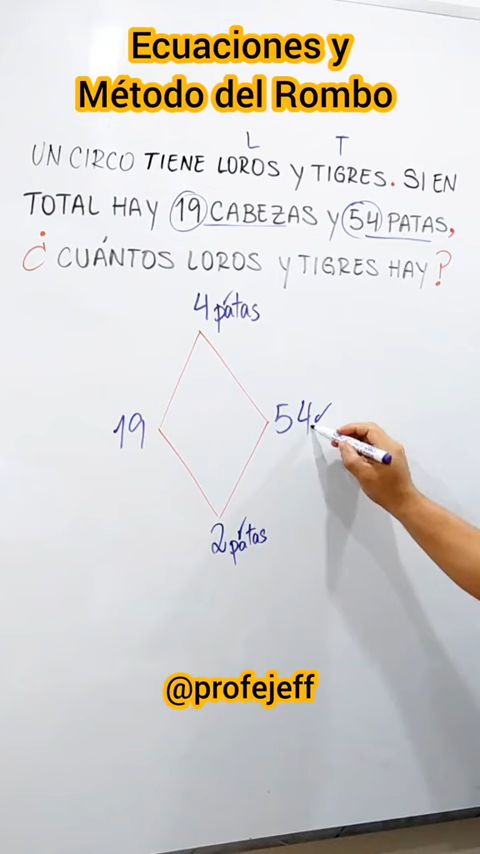 Ecuaciones y
Método del Rombo
L T
UN CIRCO TIENE LOROS Y TIGRES. SI EN
TOTAL HAY 19 CABEZAS Y 54 PATAS,
¿CUÁNTOS LOROS Y TIGRES HAY?
4 patas
19 54
2 patas
@profejeff